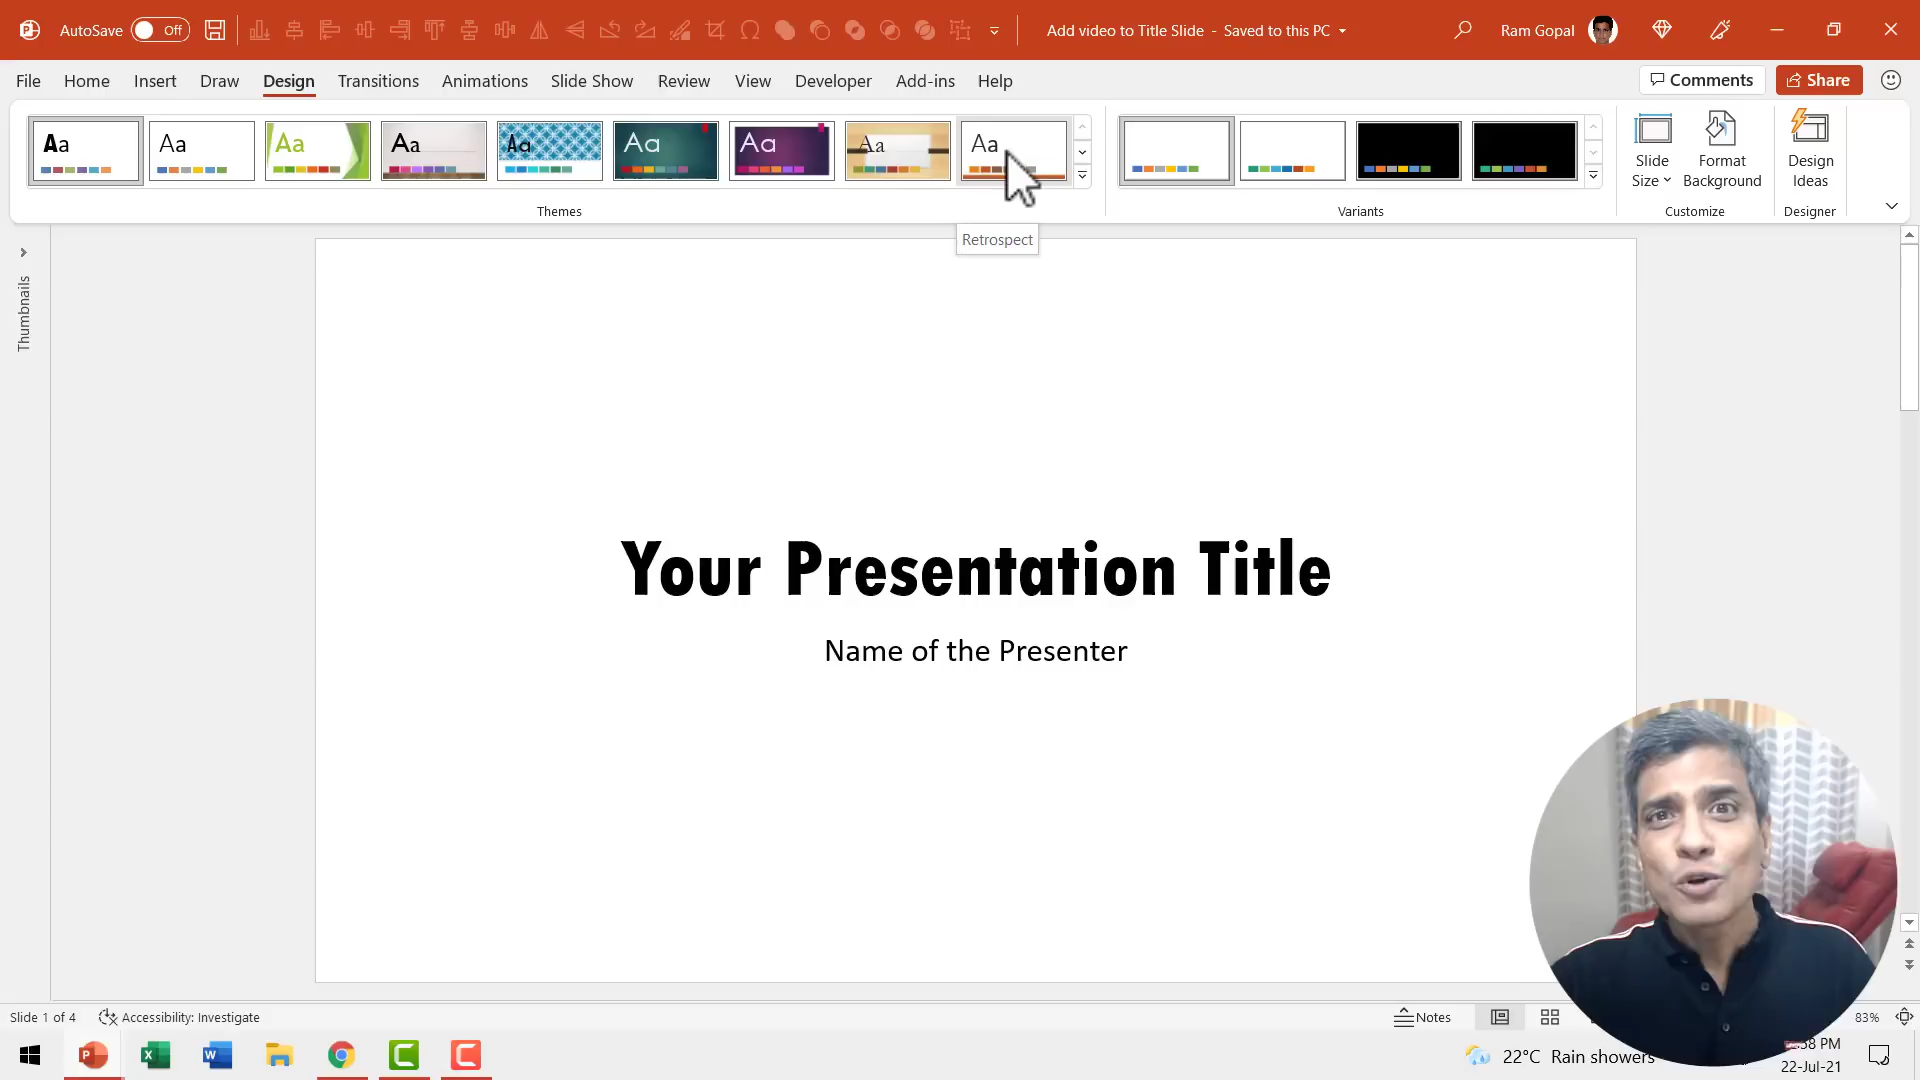 AutoSave Off Add video to Title Slide - Saved to this PC Ram Gopal
File Home Insert Draw Design Transitions Animations Slide Show Review View Developer Add-ins Help Comments Share
Aa Aa Aa Aa Aa Aa Aa Aa Aa
Slide Size Format Background Design Ideas
Themes Variants Customize Designer
Retrospect
Thumbnails
Your Presentation Title
Name of the Presenter
Slide 1 of 4 Accessibility: Investigate Notes 83%
22°C Rain showers :38 PM
22-Jul-21